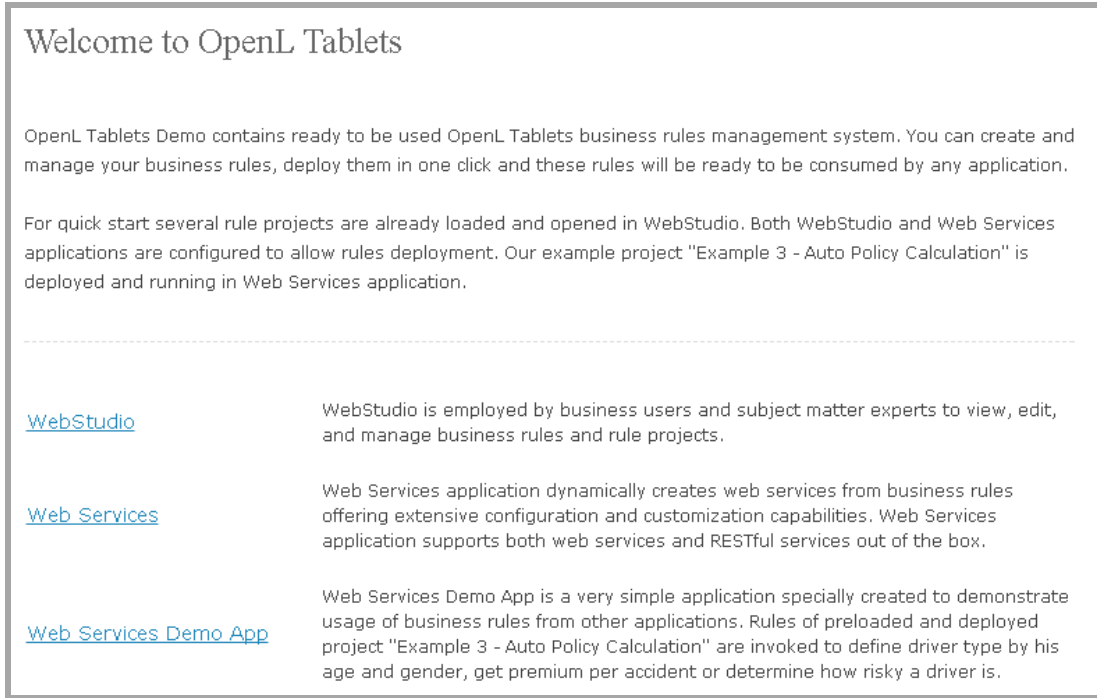 Welcome to OpenL Tablets
OpenL Tablets Demo contains ready to be used OpenL Tablets business rules management system. You can create and
manage your business rules, deploy them in one click and these rules will be ready to be consumed by any application.
For quick start several rule projects are already loaded and opened in WebStudio. Both WebStudio and Web Services
applications are configured to allow rules deployment. Our example project "Example 3 - Auto Policy Calculation" is
deployed and running in Web Services application.
WebStudio
WebStudio is employed by business users and subject matter experts to view, edit,
and manage business rules and rule projects.
Web Services
Web Services application dynamically creates web services from business rules
offering extensive configuration and customization capabilities. Web Services
application supports both web services and RESTful services out of the box.
Web Services Demo App
Web Services Demo App is a very simple application specially created to demonstrate
usage of business rules from other applications. Rules of preloaded and deployed
project "Example 3 - Auto Policy Calculation" are invoked to define driver type by his
age and gender, get premium per accident or determine how risky a driver is.